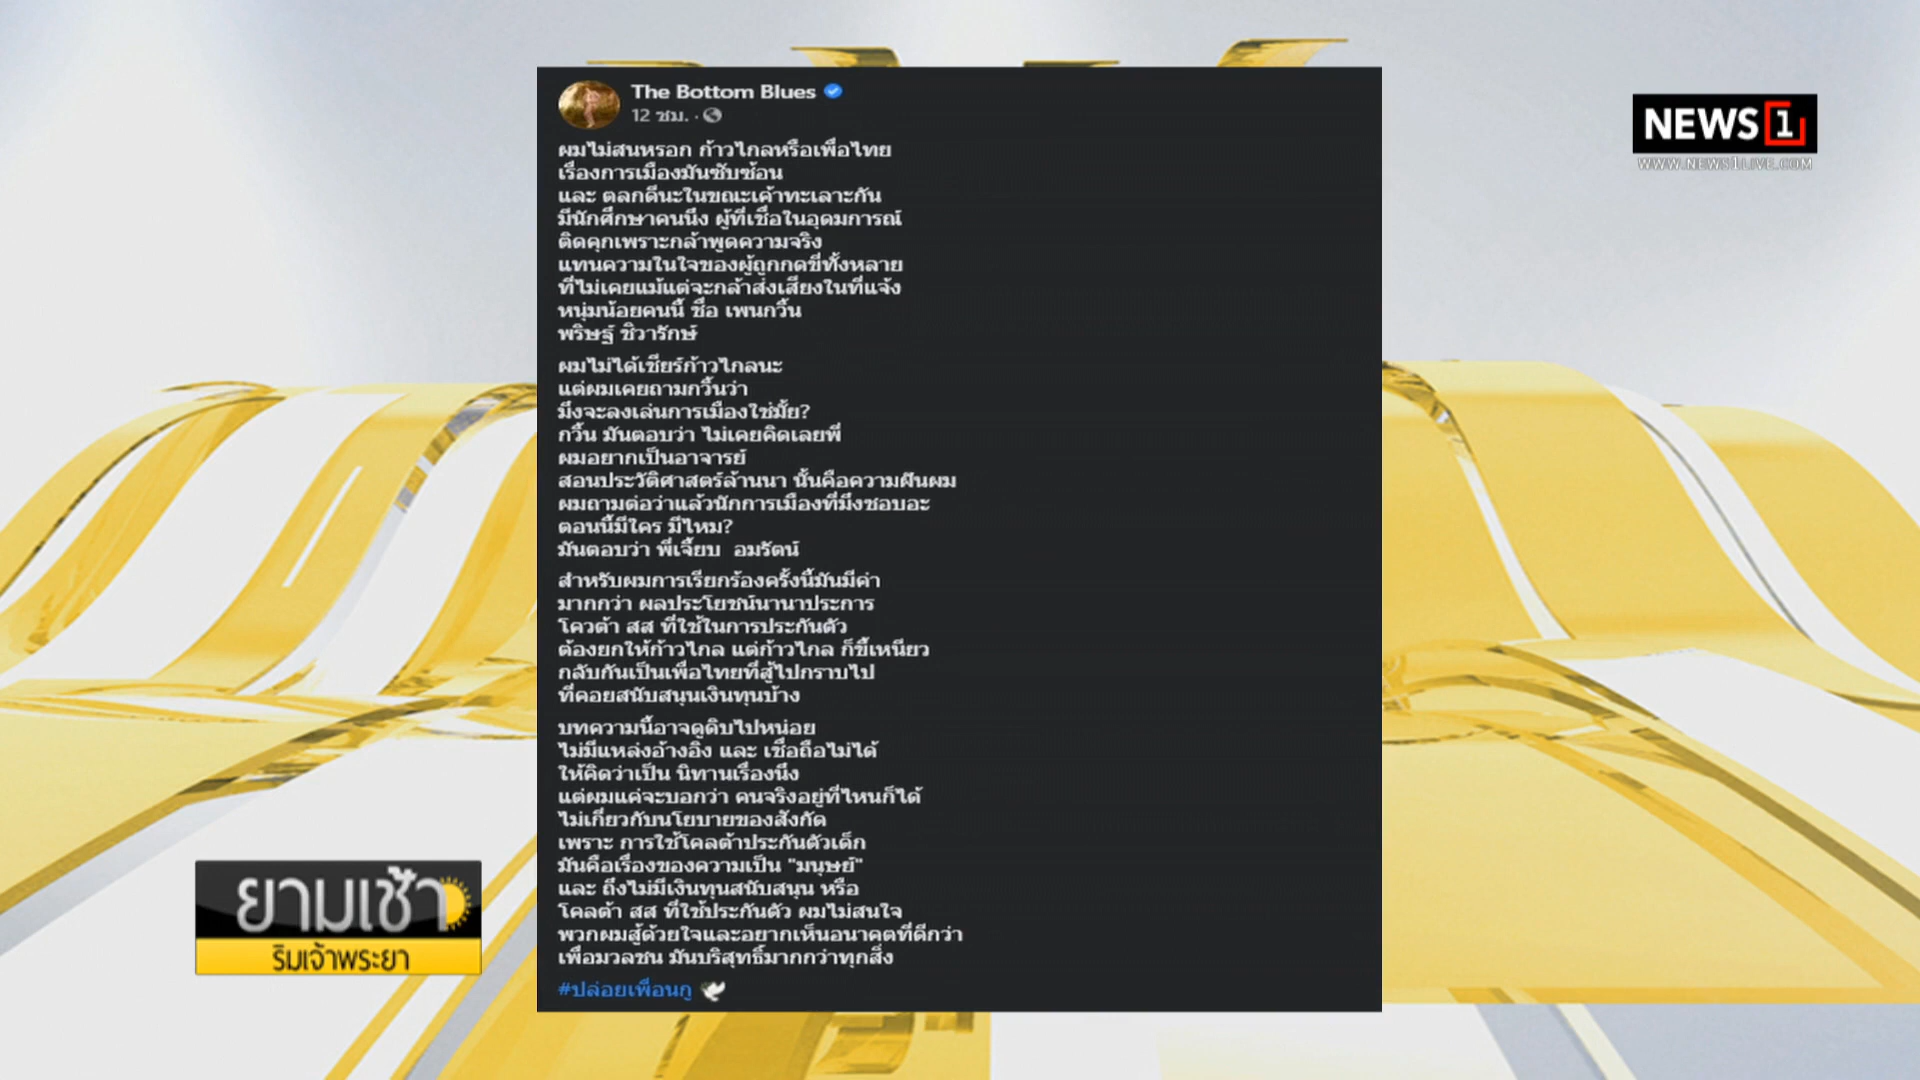 The Bottom Blues
12 ชม. ·
NEWS 1
WWW.NEWS1LIVE.COM
ผมไม่สนหรอก ก้าวไกลหรือเพื่อไทย
เรื่องการเมืองมันซับซ้อน
และ ตลกดีนะในขณะเค้าทะเลาะกัน
มีนักศึกษาคนนึง ผู้ที่เชื่อในอุดมการณ์
ติดคุกเพราะกล้าพูดความจริง
แทนความในใจของผู้ถูกกดขี่ทั้งหลาย
ที่ไม่เคยแม้แต่จะกล้าส่งเสียงในที่แจ้ง
หนุ่มน้อยคนนี้ ชื่อ เพนกวิ้น
พริษฐ์ ชิวารักษ์
ผมไม่ได้เชียร์ก้าวไกลนะ
แต่ผมเคยถามกวิ้นว่า
มึงจะลงเล่นการเมืองใช่มั้ย?
กวิ้น มันตอบว่า ไม่เคยคิดเลยพี่
ผมอยากเป็นอาจารย์
สอนประวัติศาสตร์ล้านนา นั้นคือความฝันผม
ผมถามต่อว่าแล้วนักการเมืองที่มึงชอบอะ
ตอนนี้มีใคร มีไหม?
มันตอบว่า พี่เจี๊ยบ อมรัตน์
สำหรับผมการเรียกร้องครั้งนี้มันมีค่า
มากกว่า ผลประโยชน์นานาประการ
โควต้า สส ที่ใช้ในการประกันตัว
ต้องยกให้ก้าวไกล แต่ก้าวไกล ก็ขี้เหนียว
กลับกันเป็นเพื่อไทยที่สู้ไปกราบไป
ที่คอยสนับสนุนเงินทุนบ้าง
บทความนี้อาจดูดิบไปหน่อย
ไม่มีแหล่งอ้างอิง และ เชื่อถือไม่ได้
ให้คิดว่าเป็น นิทานเรื่องนึง
แต่ผมแค่จะบอกว่า คนจริงอยู่ที่ไหนก็ได้
ไม่เกี่ยวกับนโยบายของสังกัด
เพราะ การใช้โคลต้าประกันตัวเด็ก
มันคือเรื่องของความเป็น "มนุษย์"
และ ถึงไม่มีเงินทุนสนับสนุน หรือ
โคลต้า สส ที่ใช้ประกันตัว ผมไม่สนใจ
พวกผมสู้ด้วยใจและอยากเห็นอนาคตที่ดีกว่า
เพื่อมวลชน มันบริสุทธิ์มากกว่าทุกสิ่ง
#ปล่อยเพื่อนกู
ยามเช้า
ริมเจ้าพระยา